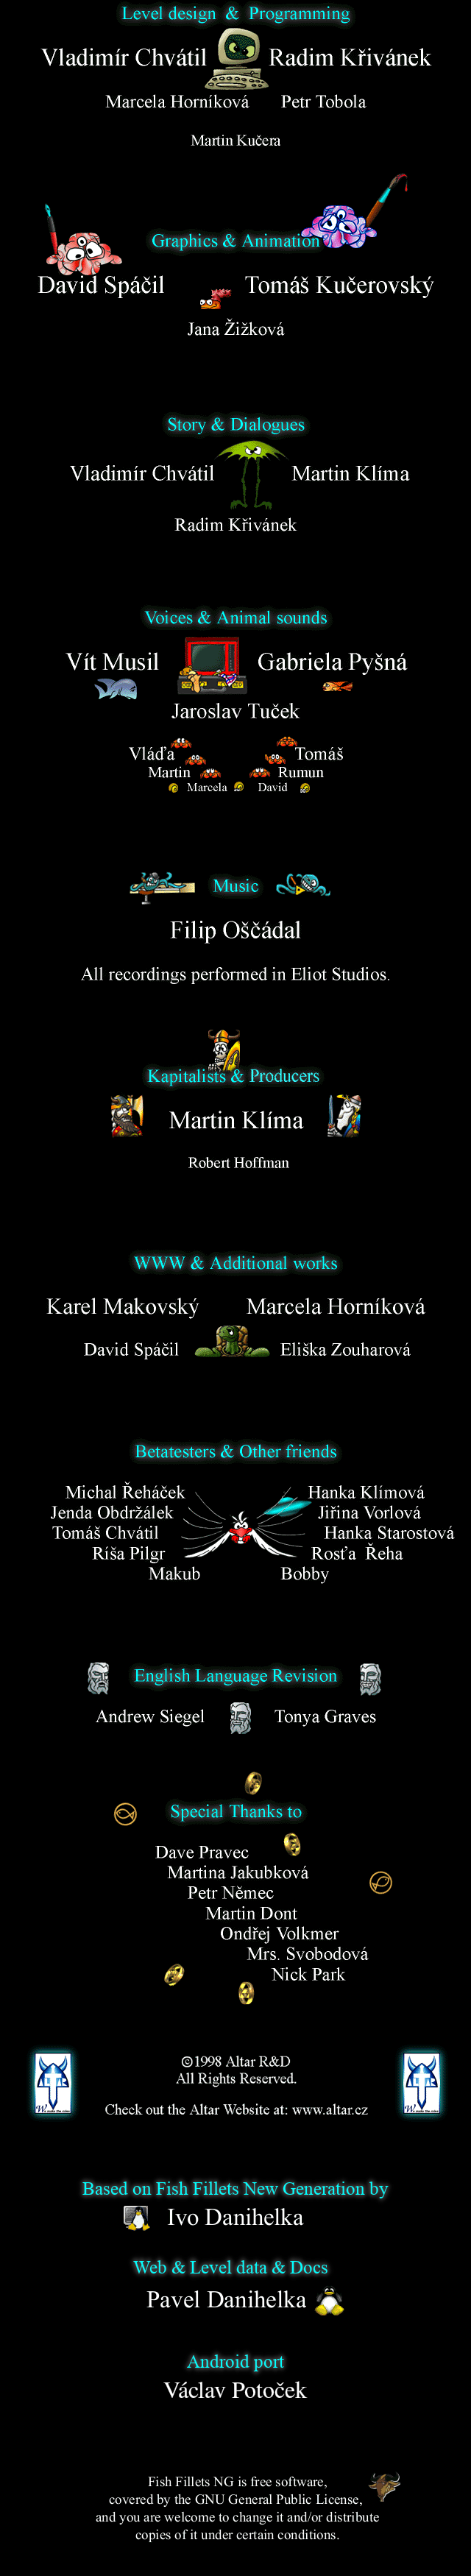 Level design & Programming
Vladimír Chvátil Radim Křivánek
Marcela Horníková Petr Tobola
Martin Kučera
Graphics & Animation
David Spáčil Tomáš Kučerovský
Jana Žižková
Story & Dialogues
Vladimír Chvátil Martin Klíma
Radim Křivánek
Voices & Animal sounds
Vít Musil Gabriela Pyšná
Jaroslav Tuček
Vláďa Tomáš
Martin Rumun
Marcela David
Music
Filip Oščádal
All recordings performed in Eliot Studios.
Kapitalists & Producers
Martin Klíma
Robert Hoffman
WWW & Additional works
Karel Makovský Marcela Horníková
David Spáčil Eliška Zouharová
Betatesters & Other friends
Michal Řeháček Hanka Klímová
Jenda Obdržálek Jiřina Vorlová
Tomáš Chvátil Hanka Starostová
Ríša Pilgr Rosťa Řeha
Makub Bobby
English Language Revision
Andrew Siegel Tonya Graves
Special Thanks to
Dave Pravec
Martina Jakubková
Petr Němec
Martin Dont
Ondřej Volkmer
Mrs. Svobodová
Nick Park
©1998 Altar R&D
All Rights Reserved.
Check out the Altar Website at: www.altar.cz
Based on Fish Fillets New Generation by
Ivo Danihelka
Web & Level data & Docs
Pavel Danihelka
Android port
Václav Potoček
Fish Fillets NG is free software,
covered by the GNU General Public License,
and you are welcome to change it and/or distribute
copies of it under certain conditions.